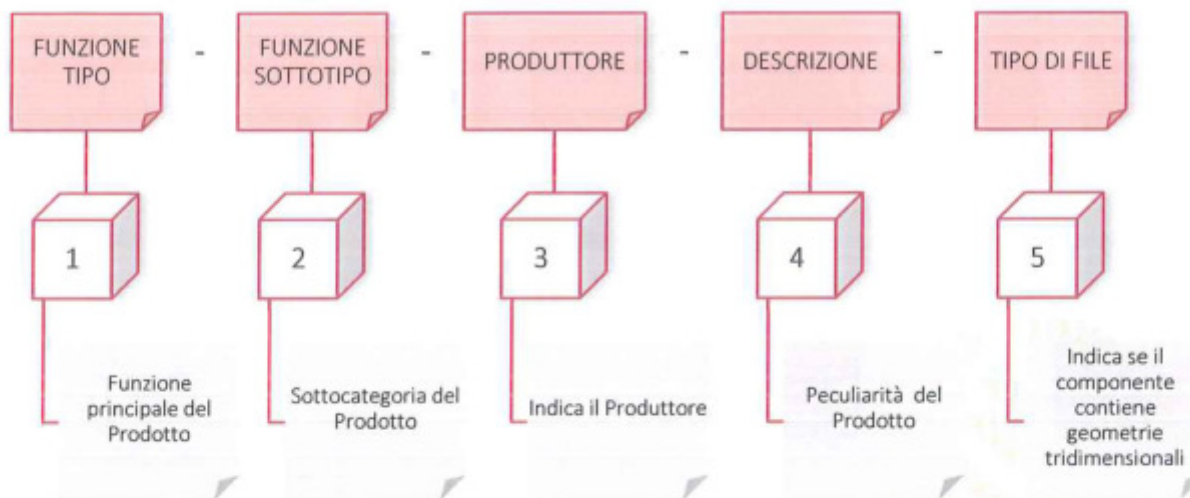 FUNZIONE
TIPO
-
FUNZIONE
SOTTOTIPO
-
PRODUTTORE
-
DESCRIZIONE
-
TIPO DI FILE
1
2
3
4
5
Funzione
principale del
Prodotto
Sottocategoria del
Prodotto
Indica il Produttore
Peculiarità del
Prodotto
Indica se il
componente
contiene
geometrie
tridimensionali